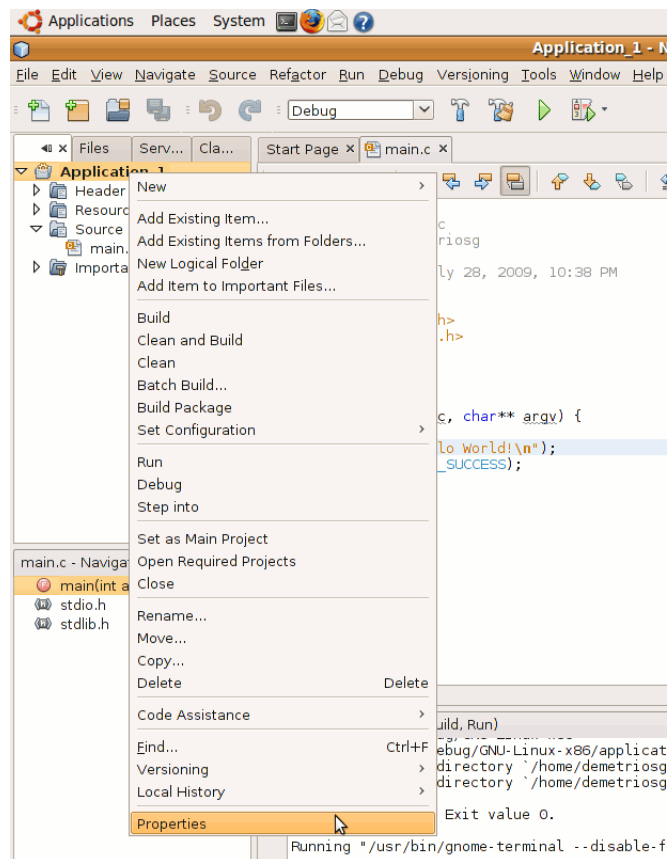 Applications Places System
Application_1 - N
File Edit View Navigate Source Refactor Run Debug Versioning Tools Window Help
Debug
Files Serv... Cla... Start Page main.c
Application_1
Header
Resourc
Source
main.
Importa
New
Add Existing Item...
Add Existing Items from Folders...
New Logical Folder
Add Item to Important Files...
Build
Clean and Build
Clean
Batch Build...
Build Package
Set Configuration
Run
Debug
Step into
Set as Main Project
Open Required Projects
Close
Rename...
Move...
Copy...
Delete Delete
Code Assistance
Find... Ctrl+F
Versioning
Local History
Properties
c
riosg
ly 28, 2009, 10:38 PM
h>
.h>
c, char** argv) {
lo World!\n");
_SUCCESS);
main.c - Naviga
main(int a
stdio.h
stdlib.h
uild, Run)
ebug/GNU-Linux-x86/applicat
directory `/home/demetriosg
directory `/home/demetriosg
Exit value 0.
Running "/usr/bin/gnome-terminal --disable-f